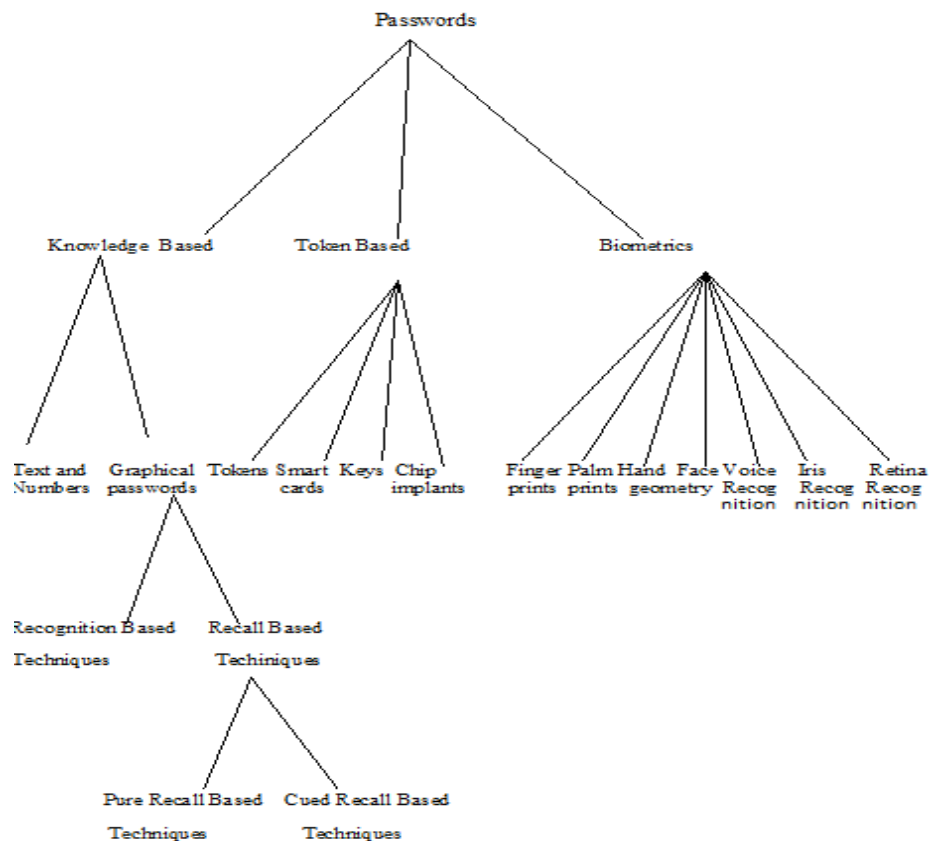 Passwords
Knowledge Based Token Based Biometrics
Text and Graphical Tokens Smart Keys Chip Finger Palm Hand Face Voice Iris Retina
Numbers passwords cards implants prints prints geometry Recog Recog Recog
nition nition nition
Recognition Based Recall Based
Techniques Techiniques
Pure Recall Based Cued Recall Based
Techniques Techniques